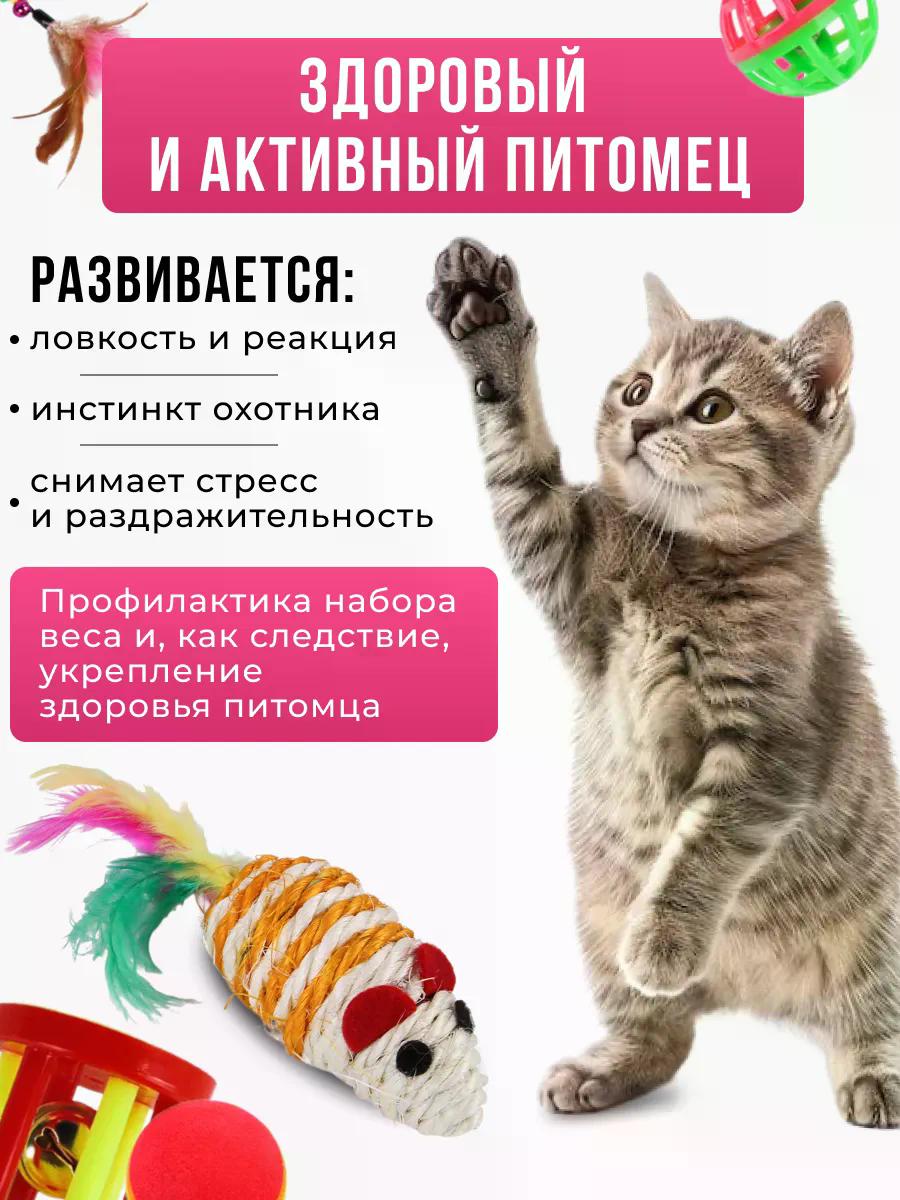 ЗДОРОВЫЙ
И АКТИВНЫЙ ПИТОМЕЦ
РАЗВИВАЕТСЯ:
• ловкость и реакция
• инстинкт охотника
• снимает стресс
и раздражительность
Профилактика набора
веса и, как следствие,
укрепление
здоровья питомца